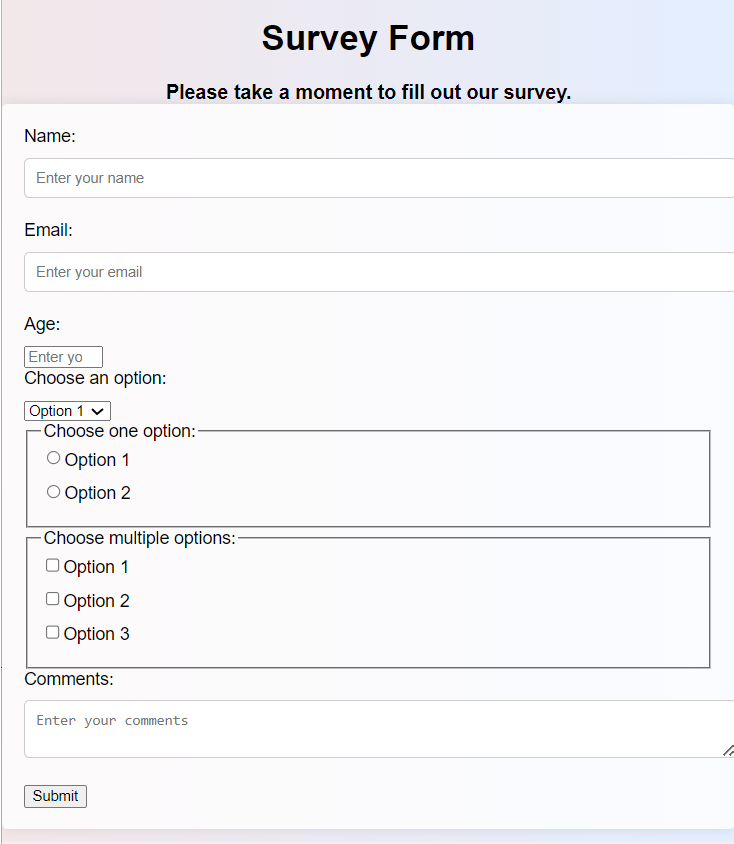 Survey Form
Please take a moment to fill out our survey.
Name:
Enter your name
Email:
Enter your email
Age:
Enter yo
Choose an option:
Option 1
Choose one option:
Option 1
Option 2
Choose multiple options:
Option 1
Option 2
Option 3
Comments:
Enter your comments
Submit